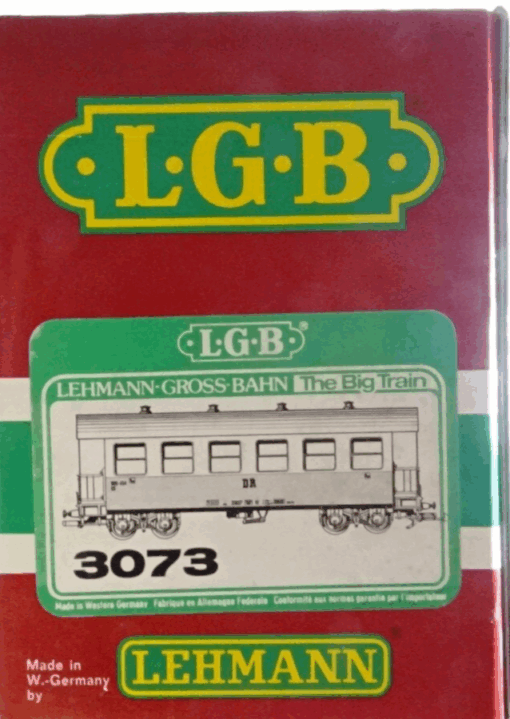 L·G·B
L·G·B®
LEHMANN·GROSS·BAHN The Big Train
DR
3073
Made in Western Germany Fabriqué en Allemagne Federale Conformité aux normes garantie par l'importateur
Made in
W.-Germany
by
LEHMANN